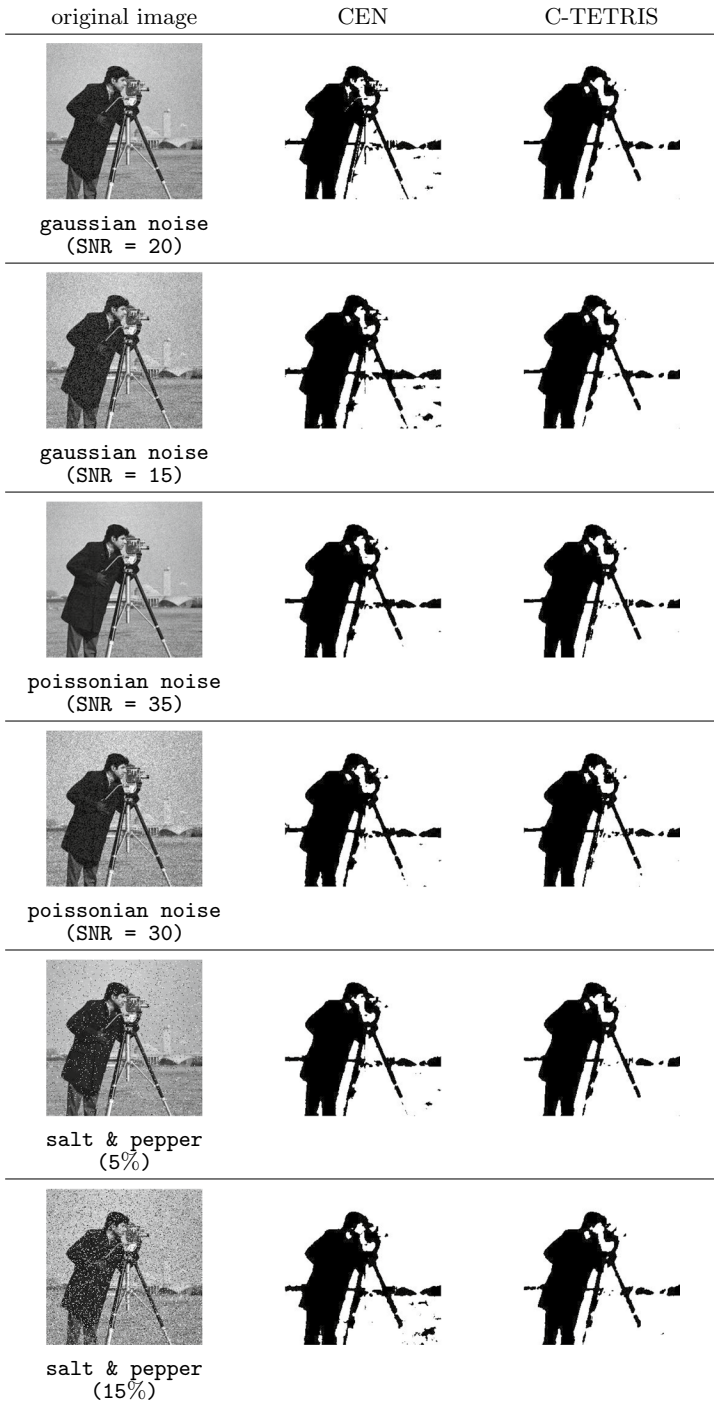 original image CEN C-TETRIS
gaussian noise
(SNR = 20)
gaussian noise
(SNR = 15)
poissonian noise
(SNR = 35)
poissonian noise
(SNR = 30)
salt & pepper
(5%)
salt & pepper
(15%)